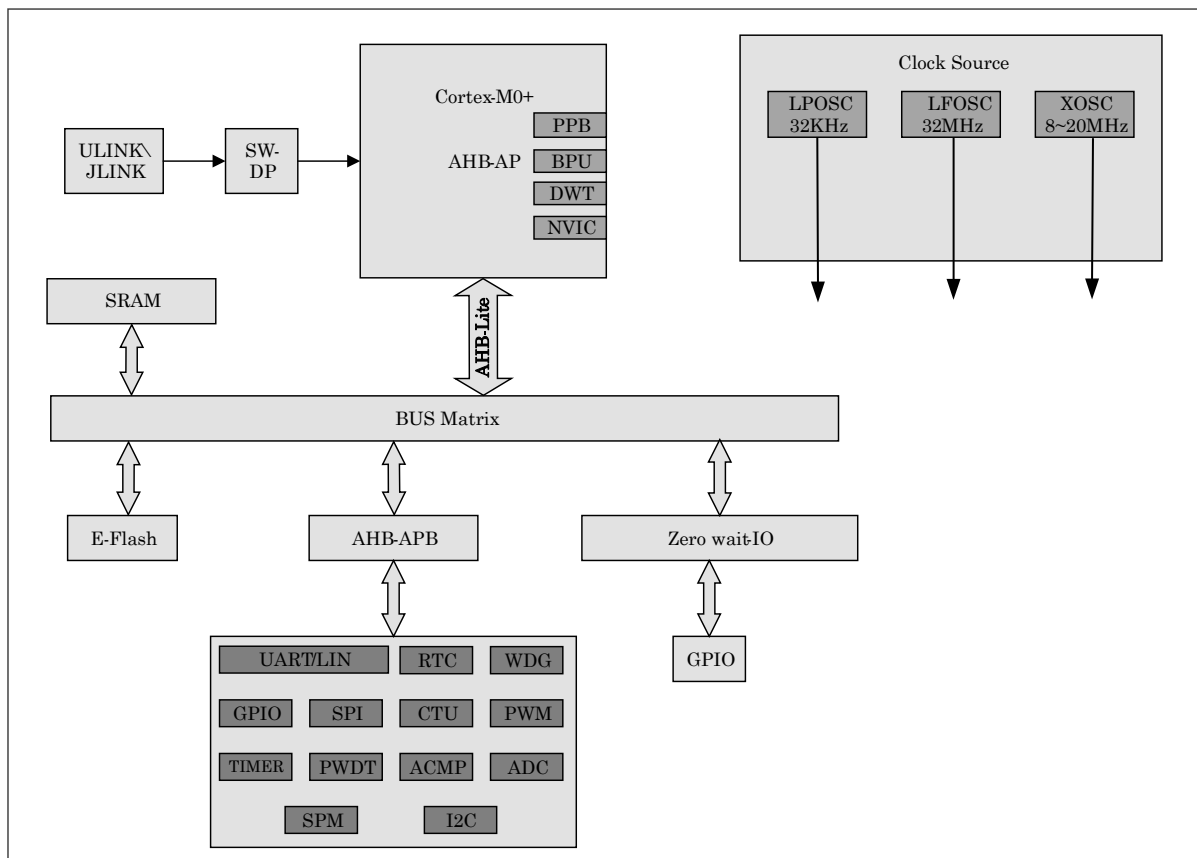 Cortex-M0+
PPB
AHB-AP
BPU
DWT
NVIC
Clock Source
LPOSC
32KHz
LFOSC
32MHz
XOSC
8~20MHz
ULINK\
JLINK
SW-
DP
SRAM
AHB-Lite
BUS Matrix
E-Flash
AHB-APB
Zero wait-IO
UART/LIN
RTC
WDG
GPIO
SPI
CTU
PWM
TIMER
PWDT
ACMP
ADC
SPM
I2C
GPIO